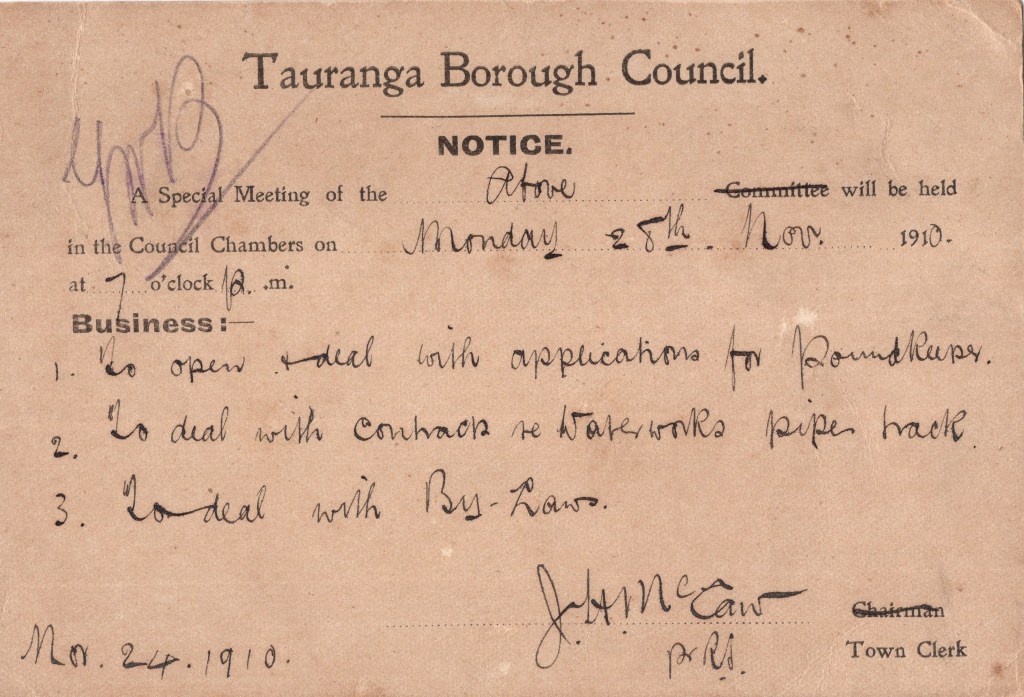 Tauranga Borough Council.
NOTICE.
A Special Meeting of the Above Committee will be held
in the Council Chambers on Monday 28th. Nov. 1910.
at 7 o'clock p. .m.
Business:—
1. To open & deal with applications for Poundkeeper.
2. To deal with contracts re Waterworks pipe track
3. To deal with By-Laws.
J. H. McCaw Chairman
Nov. 24. 1910. Town Clerk